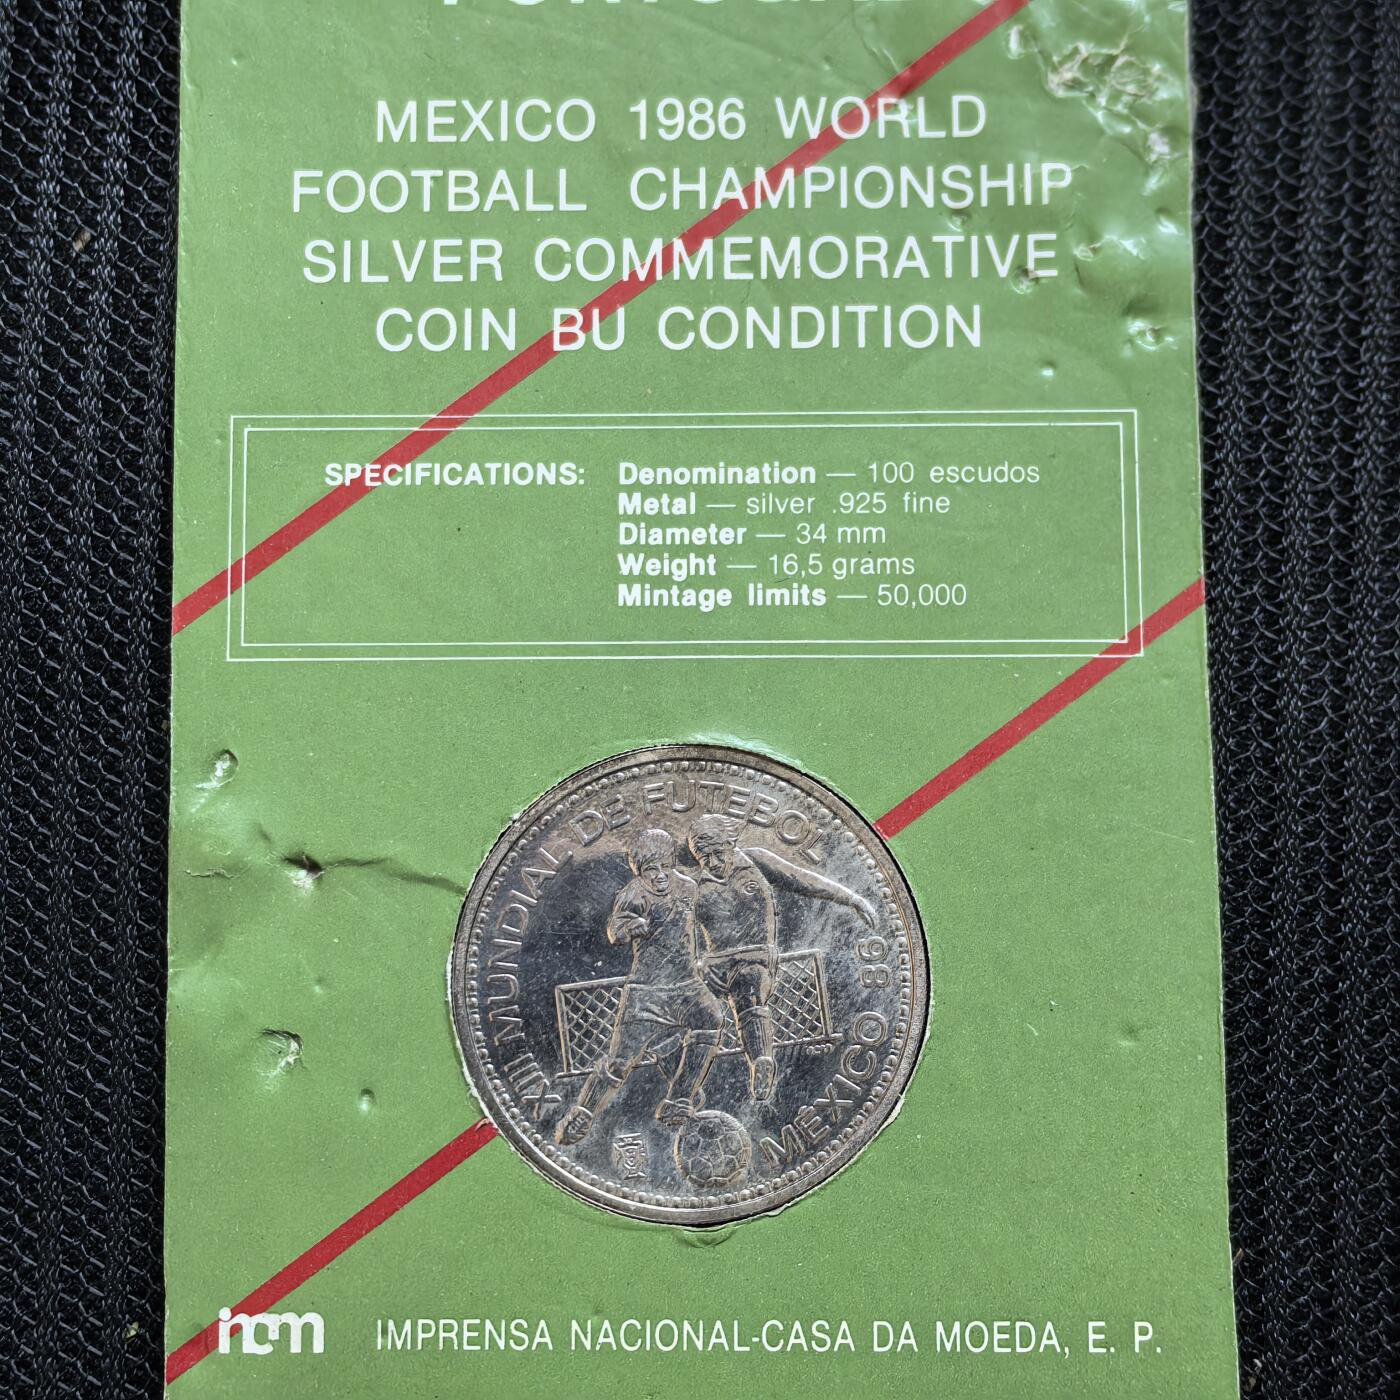 PORTUGAL
MEXICO 1986 WORLD
FOOTBALL CHAMPIONSHIP
SILVER COMMEMORATIVE
COIN BU CONDITION
SPECIFICATIONS: Denomination — 100 escudos
Metal — silver .925 fine
Diameter — 34 mm
Weight — 16,5 grams
Mintage limits — 50,000
XIII MUNDIAL DE FUTEBOL
MÉXICO 86
incm IMPRENSA NACIONAL-CASA DA MOEDA, E. P.